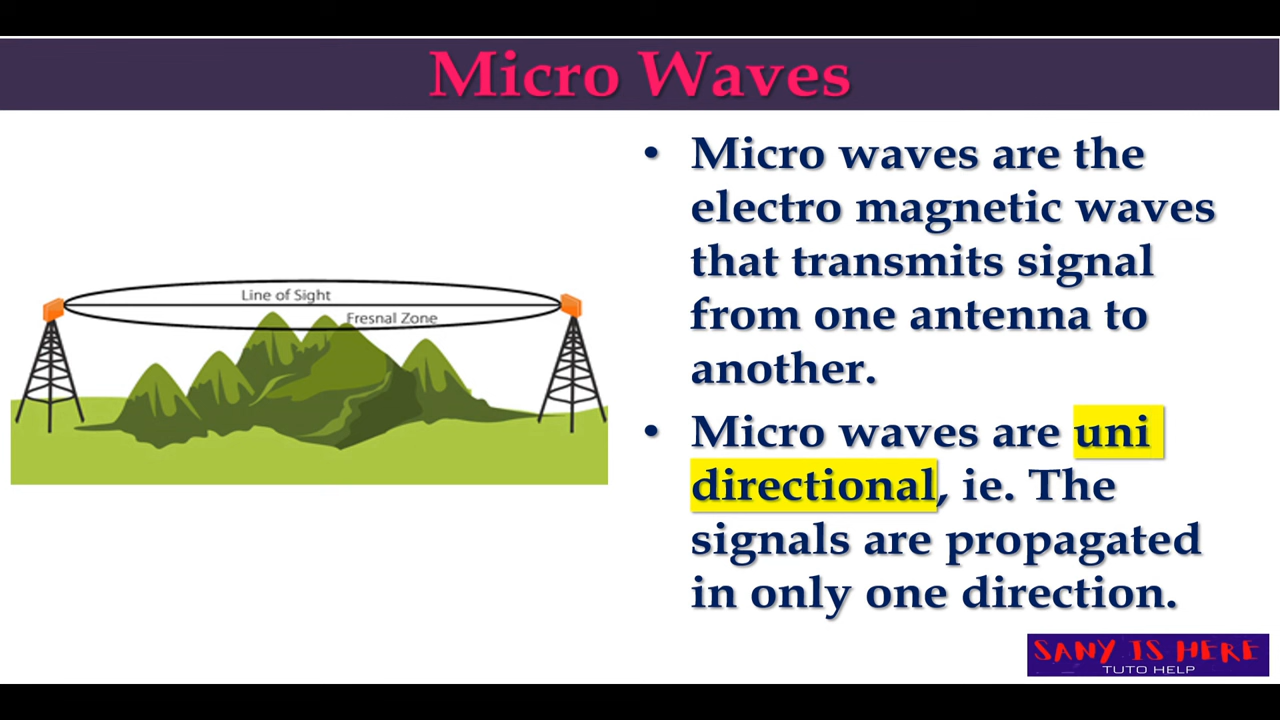 Micro Waves
Line of Sight
Fresnal Zone
• Micro waves are the
electro magnetic waves
that transmits signal
from one antenna to
another.
• Micro waves are uni
directional, ie. The
signals are propagated
in only one direction.
SANY IS HERE
TUTO HELP